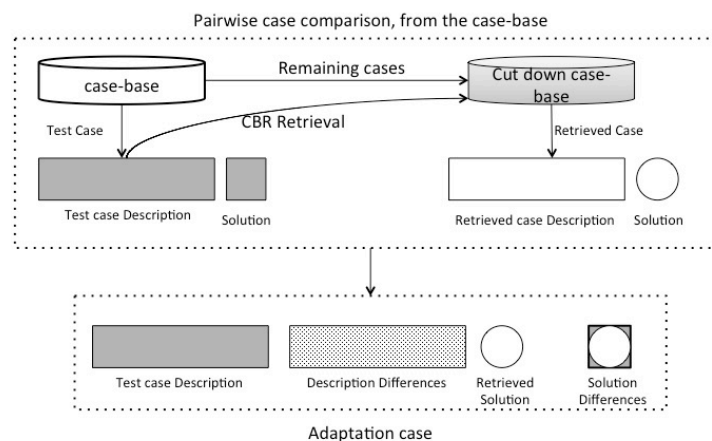 Pairwise case comparison, from the case-base
case-base
Remaining cases
Cut down case-
base
Test Case
CBR Retrieval
Retrieved Case
Test case Description
Solution
Retrieved case Description
Solution
Test case Description
Description Differences
Retrieved
Solution
Solution
Differences
Adaptation case